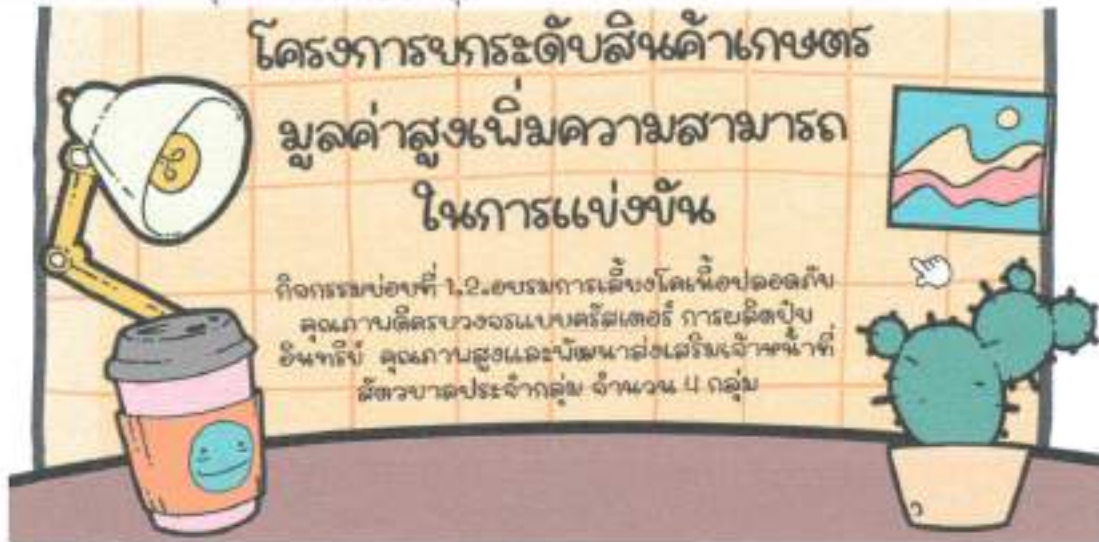 โครงการยกระดับสินค้าเกษตร
มูลค่าสูงเพิ่มความสามารถ
ในการแข่งขัน
กิจกรรมย่อยที่ 1.2.อบรมการเลี้ยงโคเนื้อปลอดภัย
คุณภาพดีครบวงจรแบบครัสเตอร์ การผลิตปุ๋ย
อินทรีย์ คุณภาพสูงและพัฒนาส่งเสริมเจ้าหน้าที่
สัตวบาลประจำกลุ่ม จำนวน 4 กลุ่ม